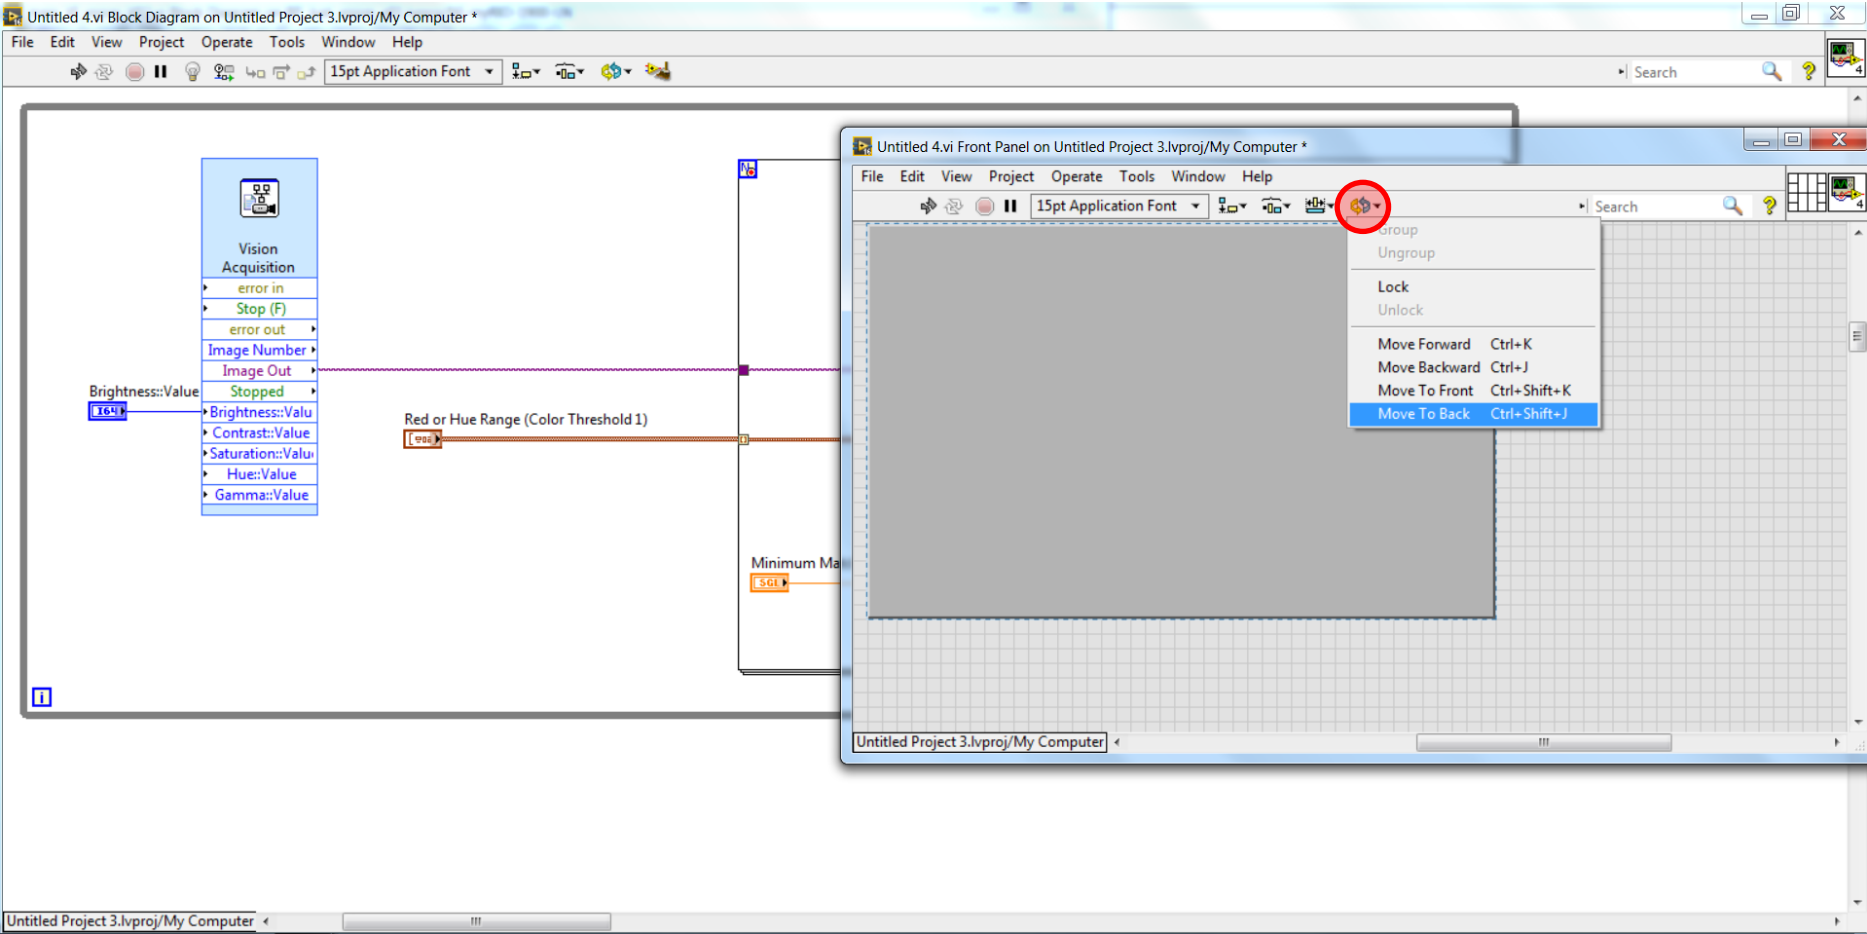 Untitled 4.vi Block Diagram on Untitled Project 3.lvproj/My Computer *
File Edit View Project Operate Tools Window Help
15pt Application Font
Search
4
Vision
Acquisition
error in
Stop (F)
error out
Image Number
Image Out
Stopped
Brightness::Valu
Contrast::Value
Saturation::Valu
Hue::Value
Gamma::Value
Brightness::Value
I64
Red or Hue Range (Color Threshold 1)
N
Minimum Ma
SGL
i
Untitled Project 3.lvproj/My Computer
Untitled 4.vi Front Panel on Untitled Project 3.lvproj/My Computer *
File Edit View Project Operate Tools Window Help
15pt Application Font
Search
4
Group
Ungroup
Lock
Unlock
Move Forward Ctrl+K
Move Backward Ctrl+J
Move To Front Ctrl+Shift+K
Move To Back Ctrl+Shift+J
Untitled Project 3.lvproj/My Computer